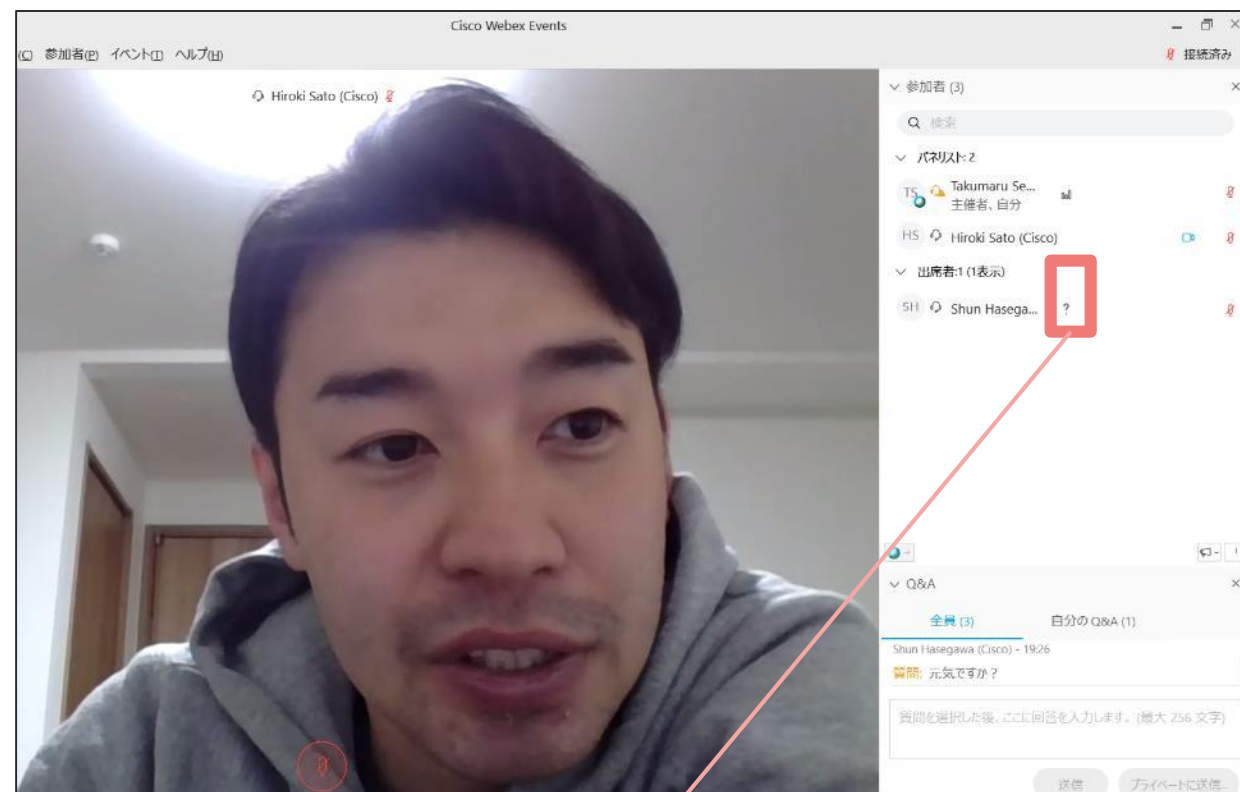 Cisco Webex Events
(C) 参加者(P) イベント(T) ヘルプ(H)
接続済み
Hiroki Sato (Cisco)
参加者 (3)
検索
パネリスト: 2
TS Takumaru Se...
主催者、自分
HS Hiroki Sato (Cisco)
出席者:1 (1表示)
SH Shun Hasega... ?
Q&A
全員 (3) 自分の Q&A (1)
Shun Hasegawa (Cisco) - 19:26
質問: 元気ですか？
質問を選択した後、ここに回答を入力します。(最大 256 文字)
送信 プライベートに送信...